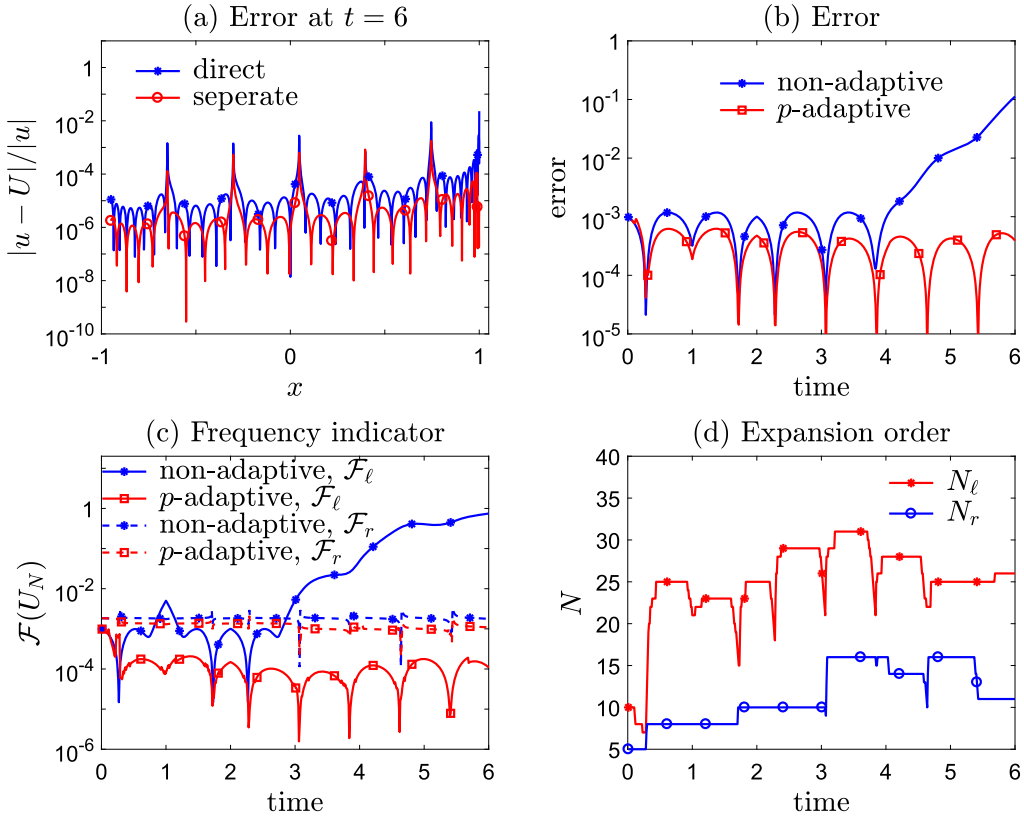 (a) Error at t = 6
|u − U|/|u|
1
10^-2
10^-4
10^-6
10^-8
10^-10
direct
seperate
-1
0
1
x
(b) Error
error
10^-1
10^-2
10^-3
10^-4
10^-5
non-adaptive
p-adaptive
0
1
2
3
4
5
6
time
(c) Frequency indicator
F(U_N)
1
10^-2
10^-4
10^-6
non-adaptive, F_ℓ
p-adaptive, F_ℓ
non-adaptive, F_r
p-adaptive, F_r
0
1
2
3
4
5
6
time
(d) Expansion order
N
40
35
30
25
20
15
10
5
N_ℓ
N_r
0
1
2
3
4
5
6
time